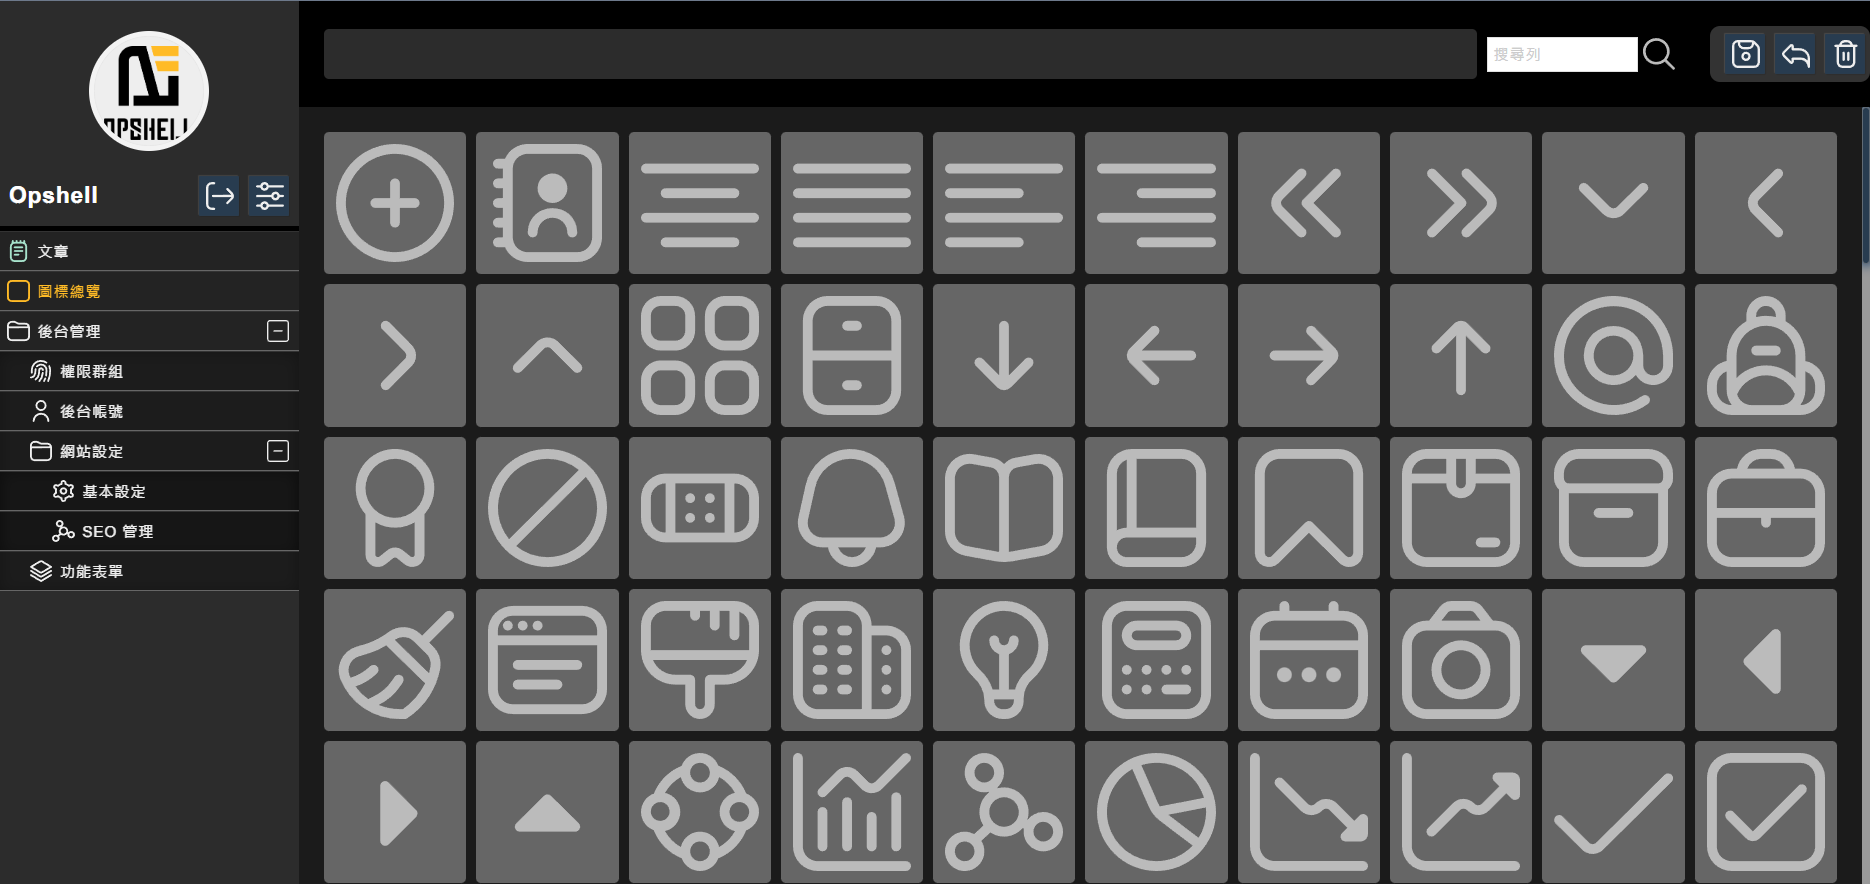 OPSHELL
搜尋列
Opshell
文章
圖標總覽
後台管理
權限群組
後台帳號
網站設定
基本設定
SEO 管理
功能表單